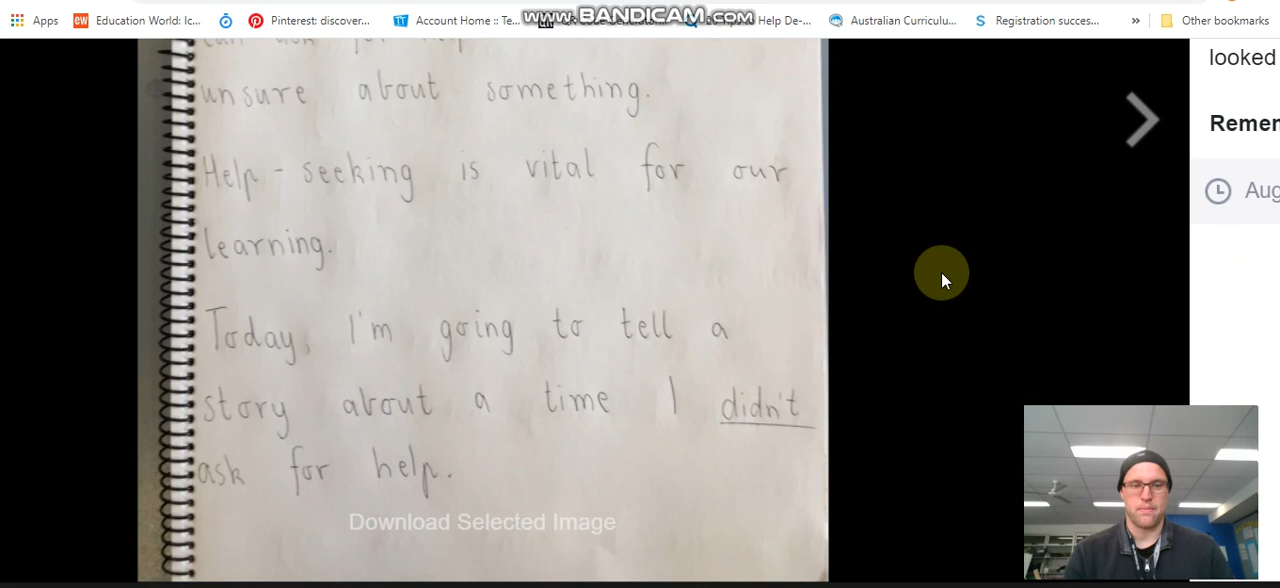 Apps Education World: Ic... Pinterest: discover... Account Home :: Te... Help De-... Australian Curriculu... Registration succes... » Other bookmarks
www.BANDICAM.com
looked
unsure about something.
Remen
Help - seeking is vital for our
Aug
learning.
Today, I'm going to tell a
story about a time I didn't
ask for help.
Download Selected Image